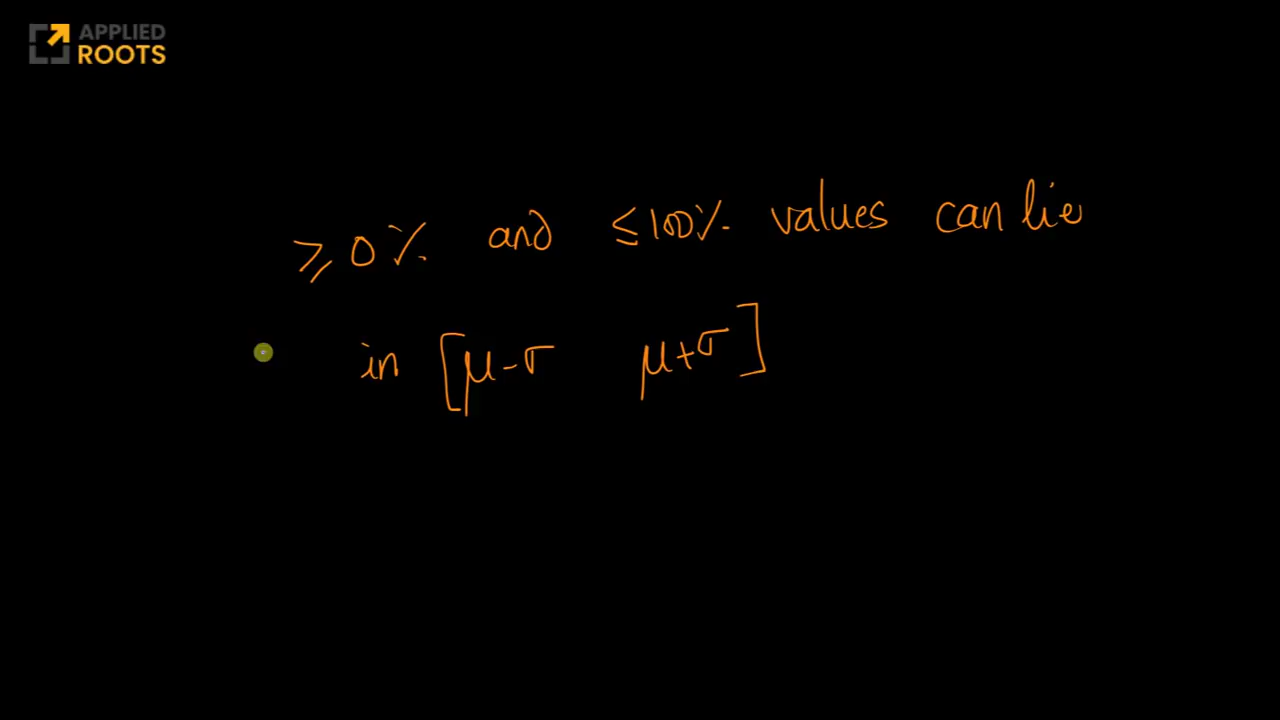 APPLIED
ROOTS
≥ 0% and ≤ 100% values can lie
in [μ-σ μ+σ]